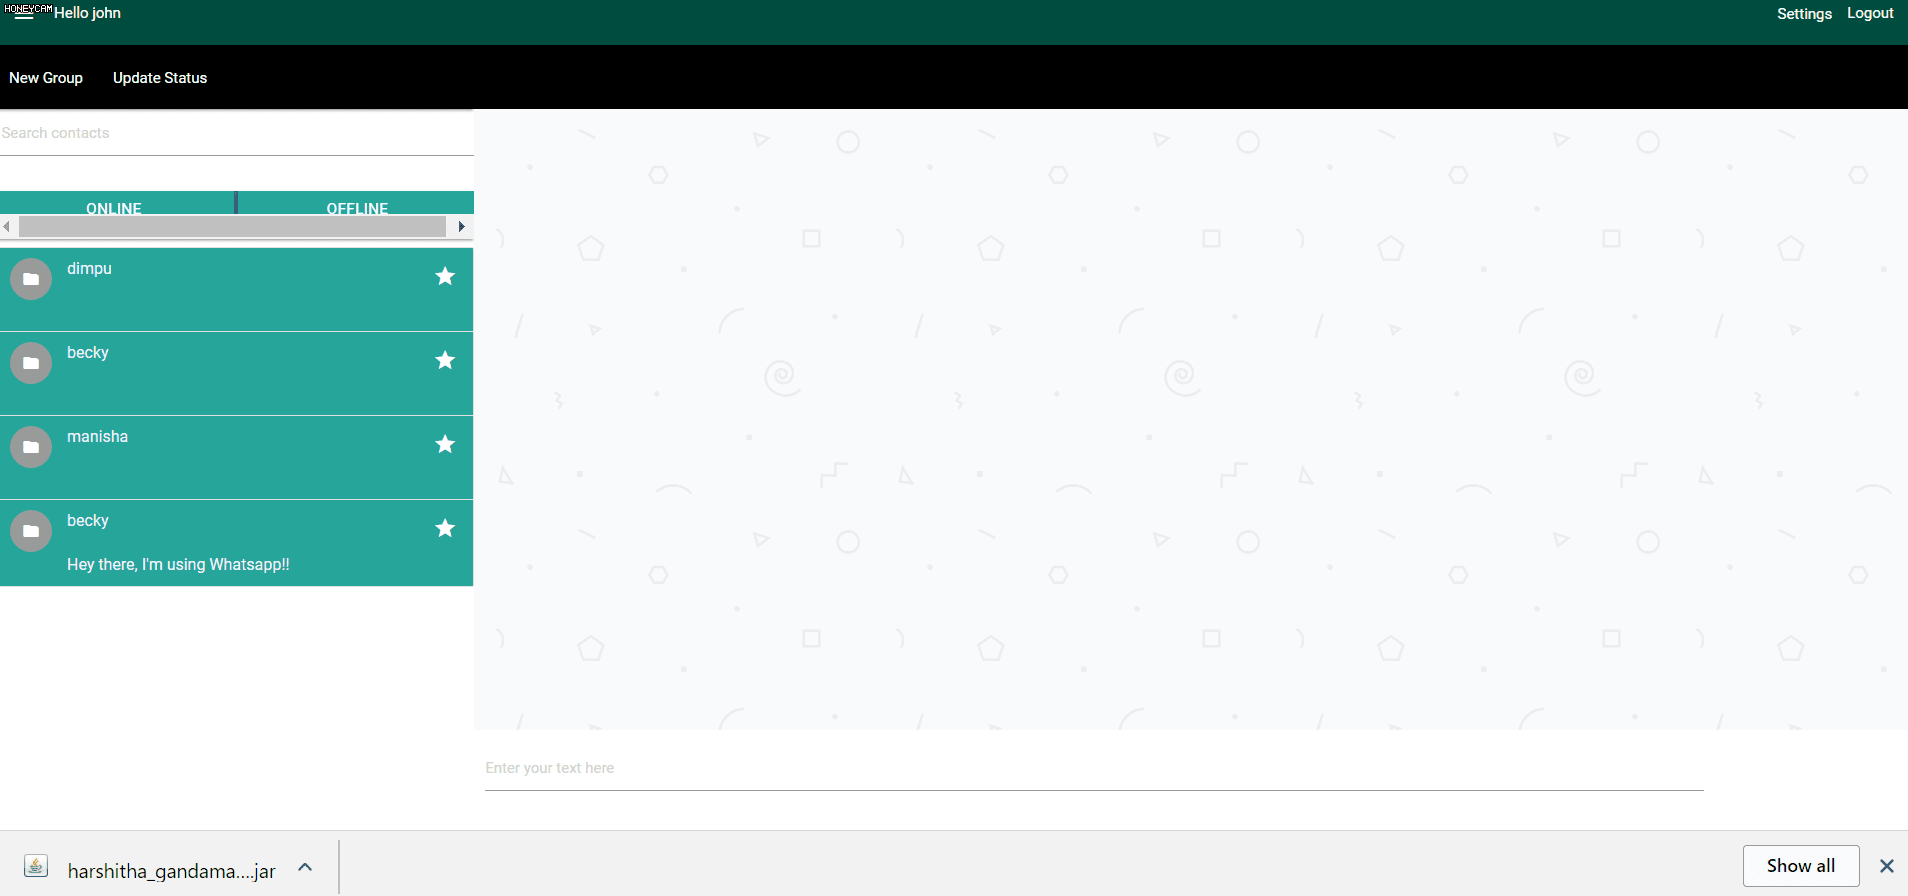 HONEYCAM
Hello john
Settings
Logout
New Group
Update Status
Search contacts
ONLINE
OFFLINE
dimpu
becky
manisha
becky
Hey there, I'm using Whatsapp!!
Enter your text here
harshitha_gandama....jar
Show all